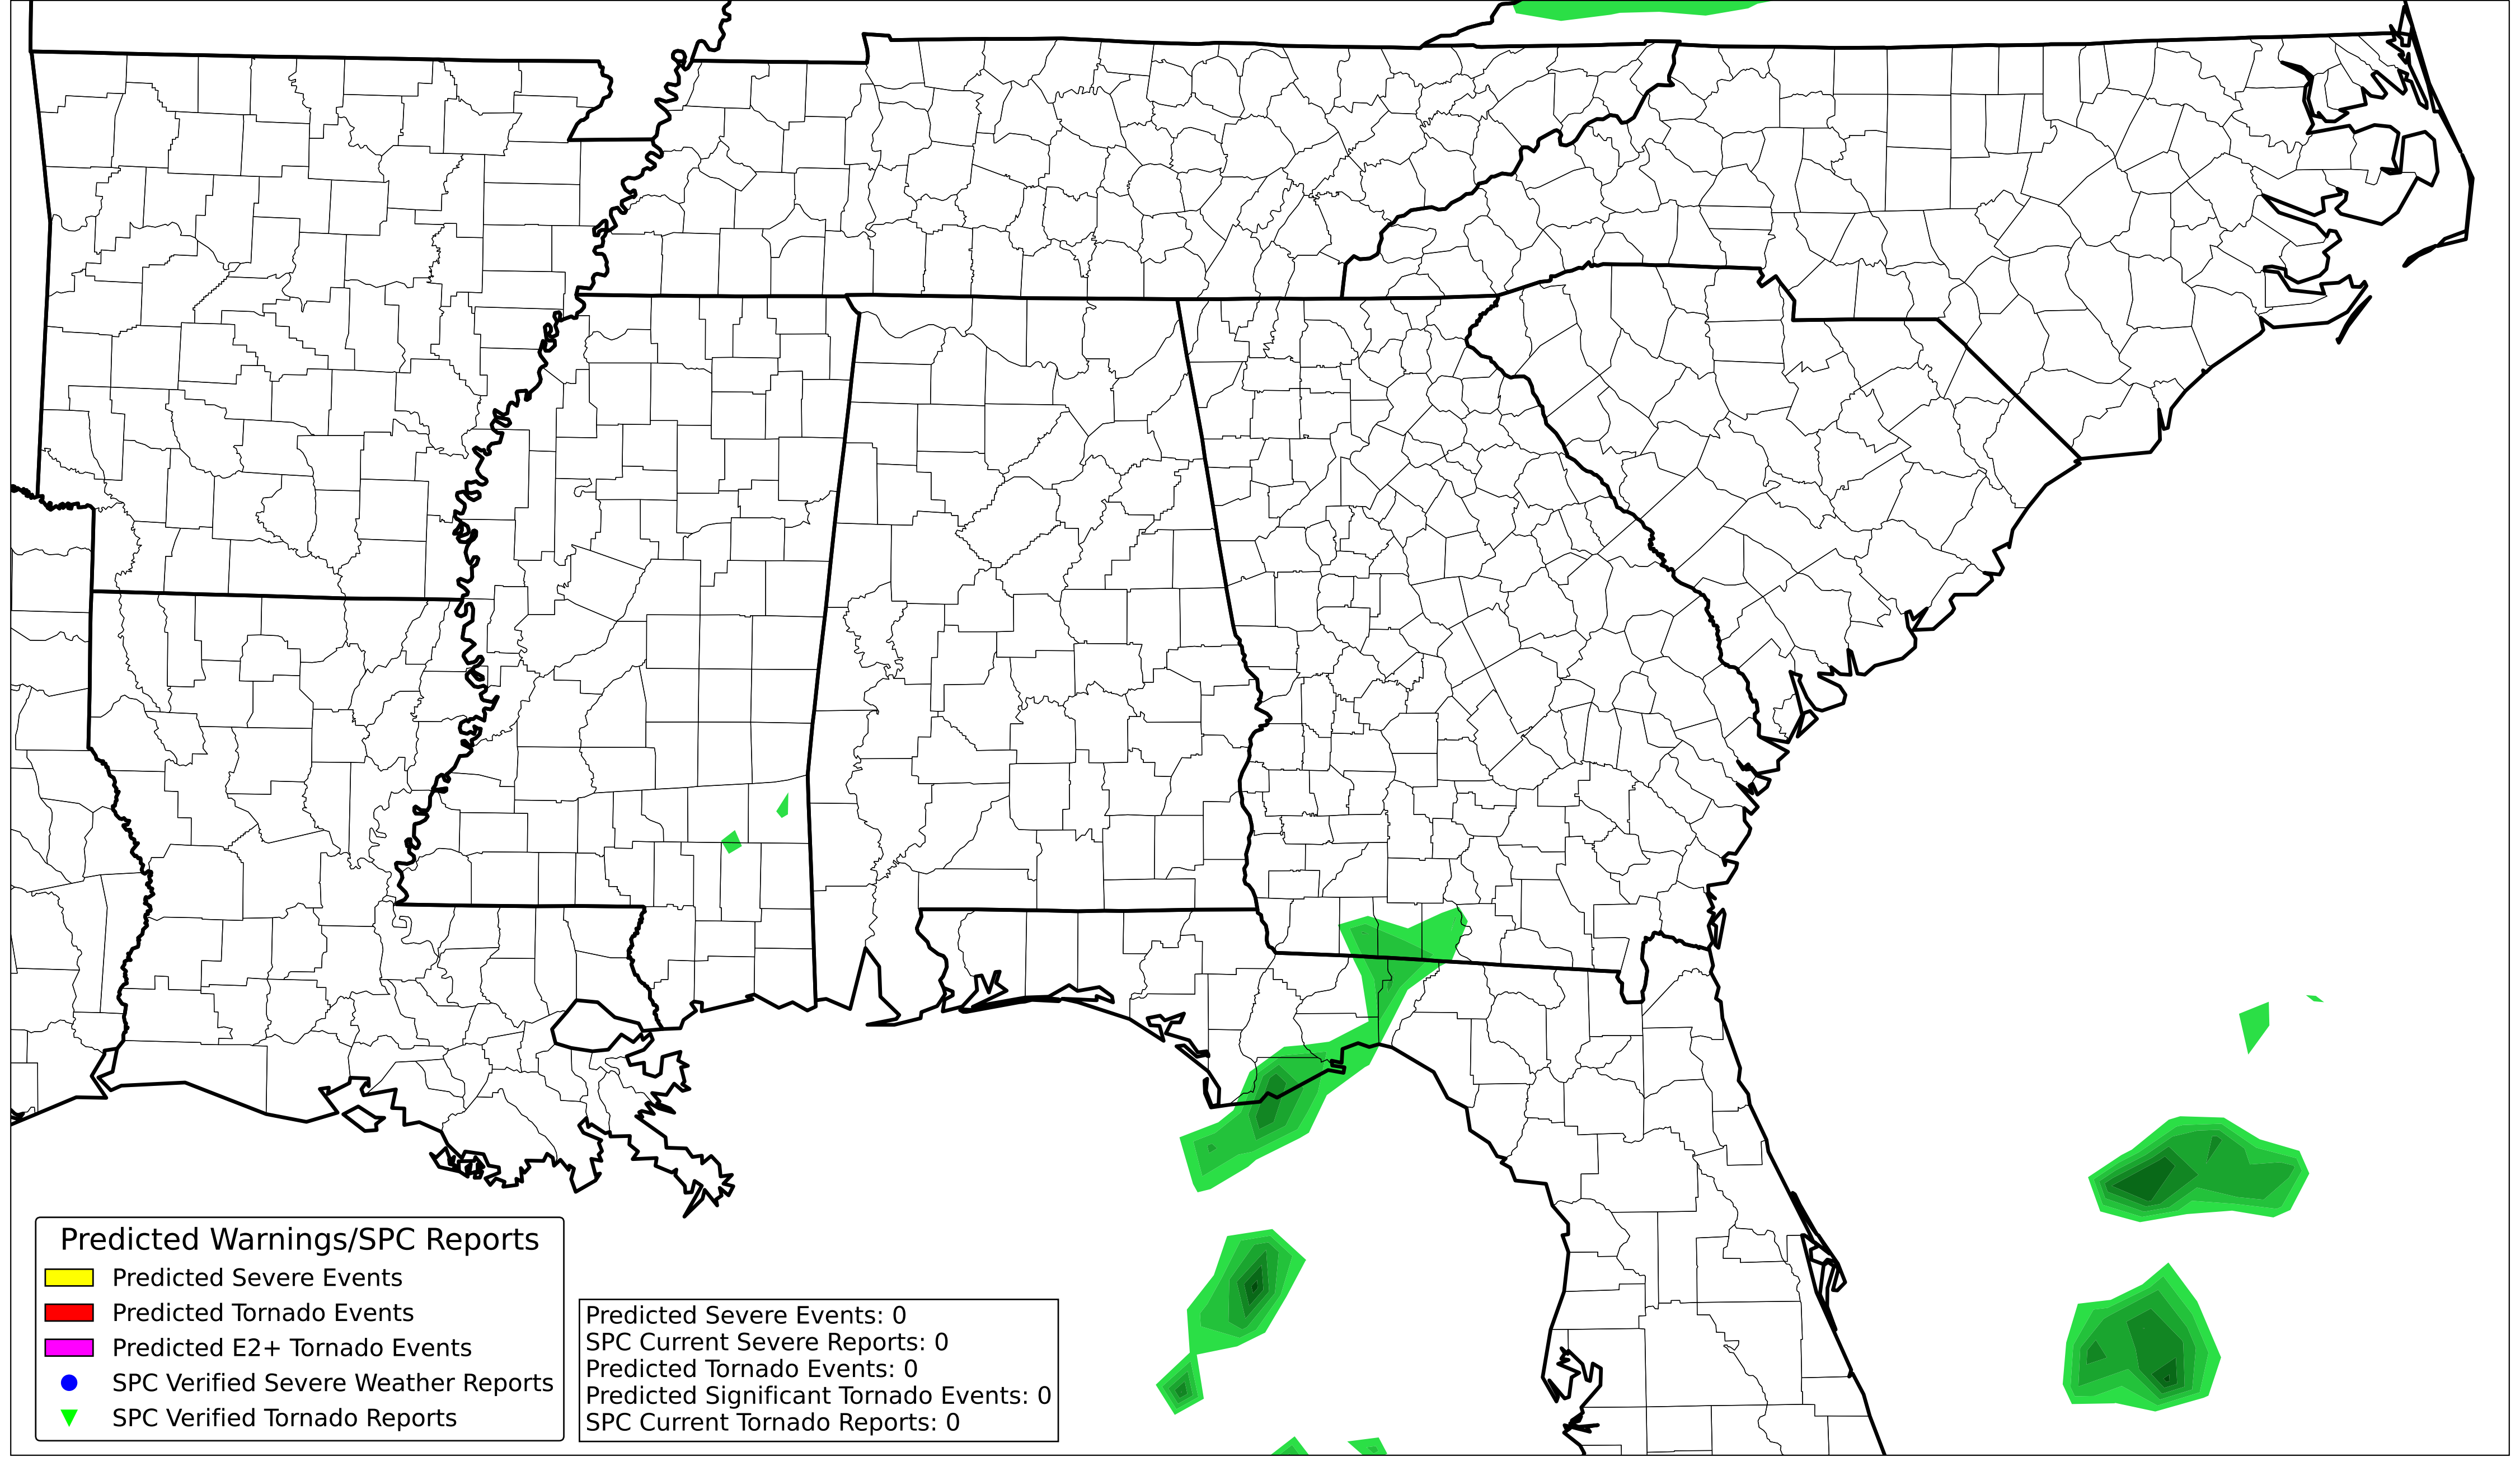 Predicted Warnings/SPC Reports
Predicted Severe Events
Predicted Tornado Events
Predicted E2+ Tornado Events
SPC Verified Severe Weather Reports
SPC Verified Tornado Reports
Predicted Severe Events: 0
SPC Current Severe Reports: 0
Predicted Tornado Events: 0
Predicted Significant Tornado Events: 0
SPC Current Tornado Reports: 0